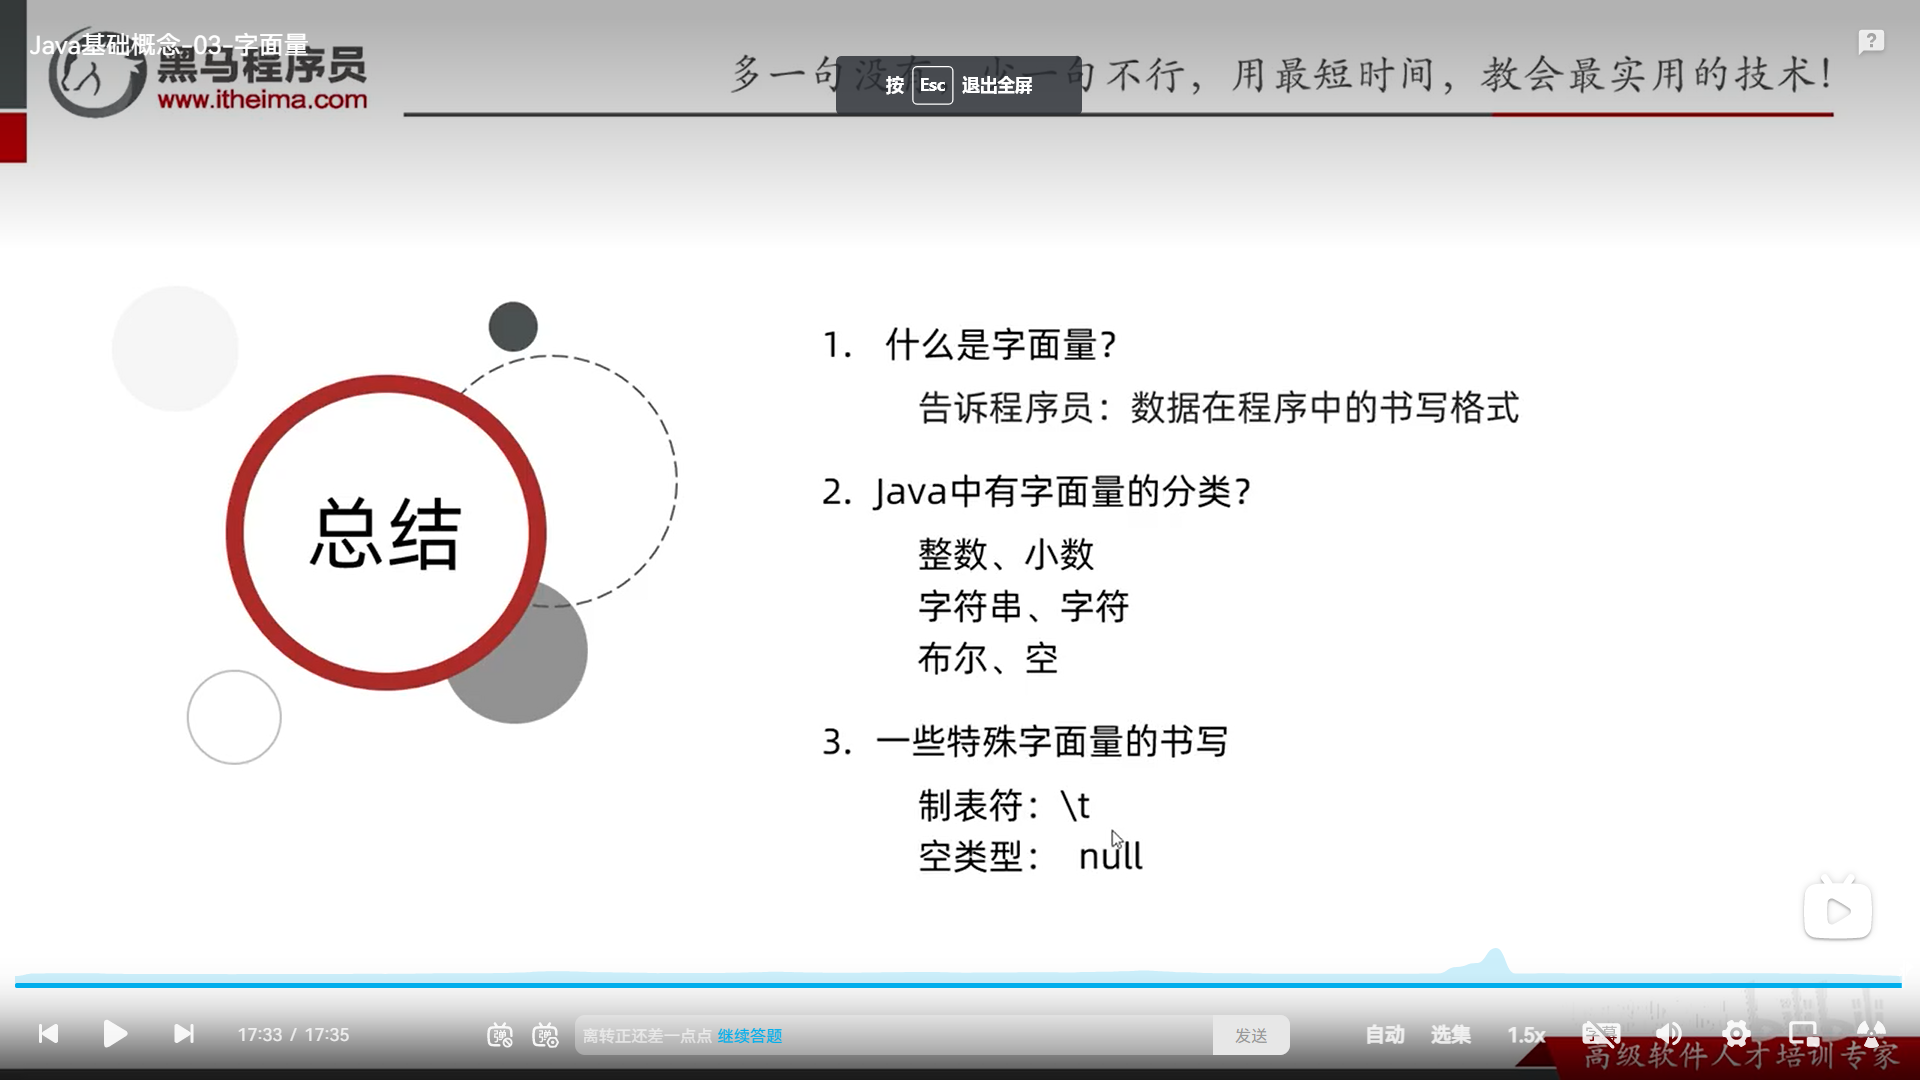 Java基础概念-03-字面量
黑马程序员
www.itheima.com
多一句没有，少一句不行，用最短时间，教会最实用的技术！
按 Esc 退出全屏
总结
1. 什么是字面量？
告诉程序员：数据在程序中的书写格式
2. Java中有字面量的分类？
整数、小数
字符串、字符
布尔、空
3. 一些特殊字面量的书写
制表符：\t
空类型： null
17:33 / 17:35
弹
弹
离转正还差一点点 继续答题
发送
自动
选集
1.5x
字幕
高级软件人才培训专家